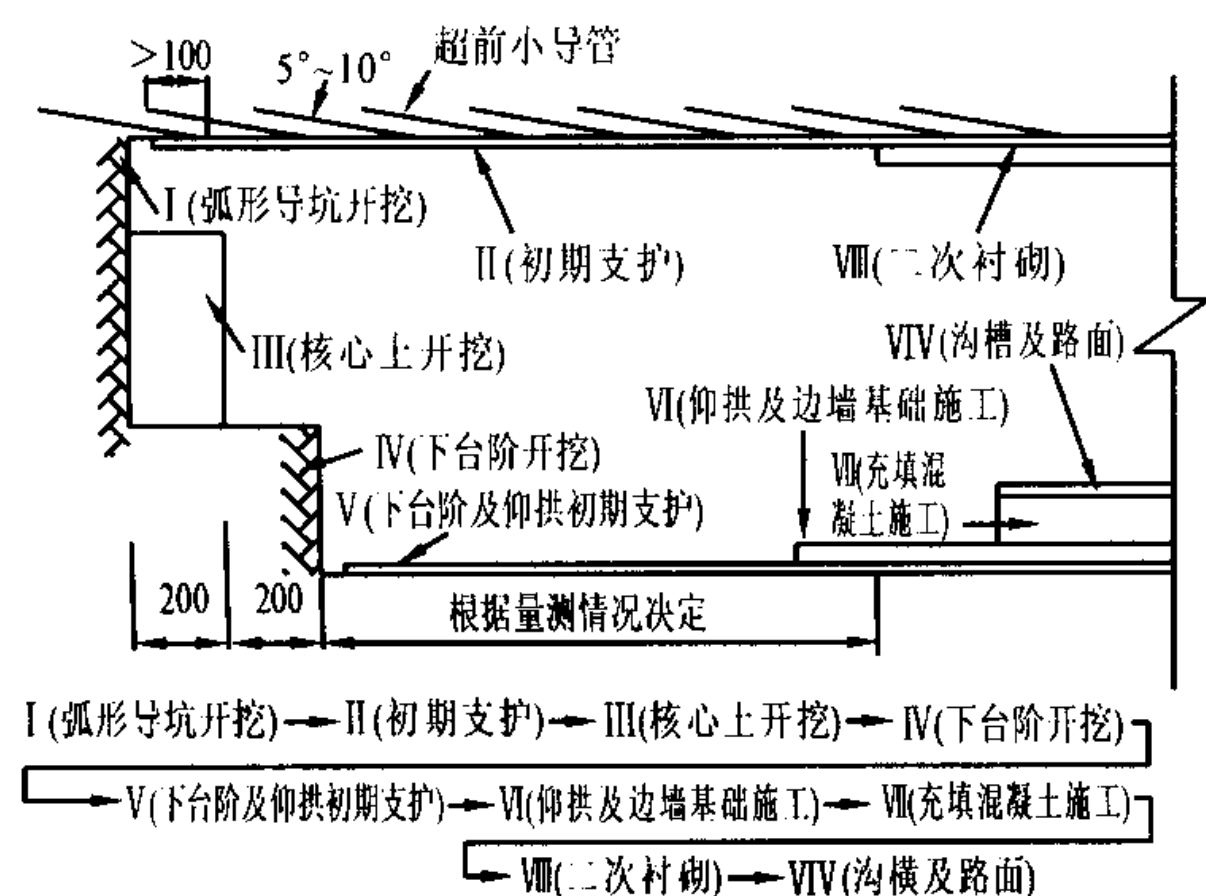 超前小导管
>100
5°~10°
I(弧形导坑开挖)
II(初期支护)
VIII(二次衬砌)
III(核心上开挖)
VIV(沟槽及路面)
VI(仰拱及边墙基础施工)
IV(下台阶开挖)
VII(充填混
凝土施工)
V(下台阶及仰拱初期支护)
200
200
根据量测情况决定
I(弧形导坑开挖)→II(初期支护)→III(核心上开挖)→IV(下台阶开挖)
→V(下台阶及仰拱初期支护)→VI(仰拱及边墙基础施工)→VII(充填混凝土施工)
→VIII(二次衬砌)→VIV(沟横及路面)